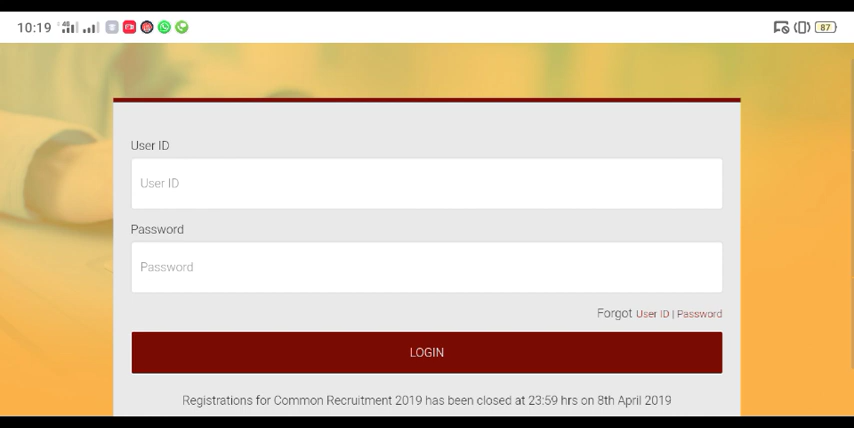 10:19 4G 87
User ID
User ID
Password
Password
Forgot User ID | Password
LOGIN
Registrations for Common Recruitment 2019 has been closed at 23:59 hrs on 8th April 2019